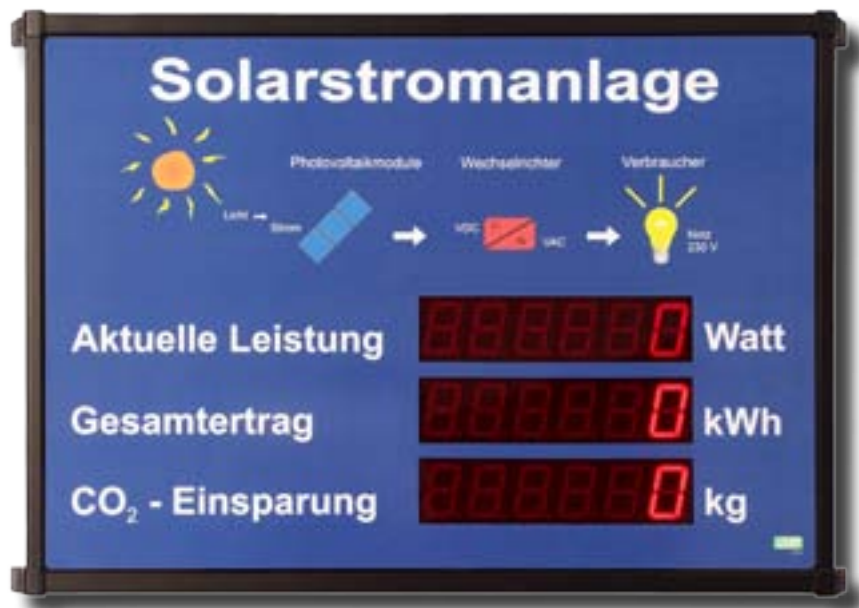 Solarstromanlage
Photovoltaikmodule Wechselrichter Verbraucher
Licht → Strom
VDC VAC
Netz
230 V
Aktuelle Leistung 0 Watt
Gesamtertrag 0 kWh
CO₂ - Einsparung 0 kg